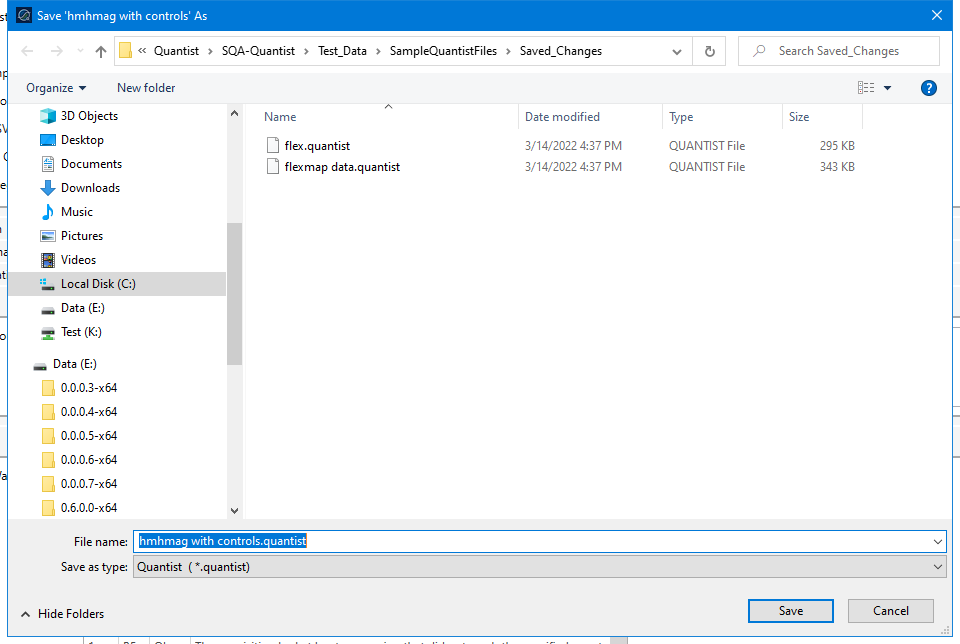 Save 'hmhmag with controls' As
« Quantist › SQA-Quantist › Test_Data › SampleQuantistFiles › Saved_Changes
Search Saved_Changes
Organize New folder
Name Date modified Type Size
3D Objects
Desktop
Documents
Downloads
Music
Pictures
Videos
Local Disk (C:)
Data (E:)
Test (K:)
Data (E:)
0.0.0.3-x64
0.0.0.4-x64
0.0.0.5-x64
0.0.0.6-x64
0.0.0.7-x64
0.6.0.0-x64
flex.quantist 3/14/2022 4:37 PM QUANTIST File 295 KB
flexmap data.quantist 3/14/2022 4:37 PM QUANTIST File 343 KB
File name: hmhmag with controls.quantist
Save as type: Quantist ( *.quantist)
Hide Folders
Save Cancel